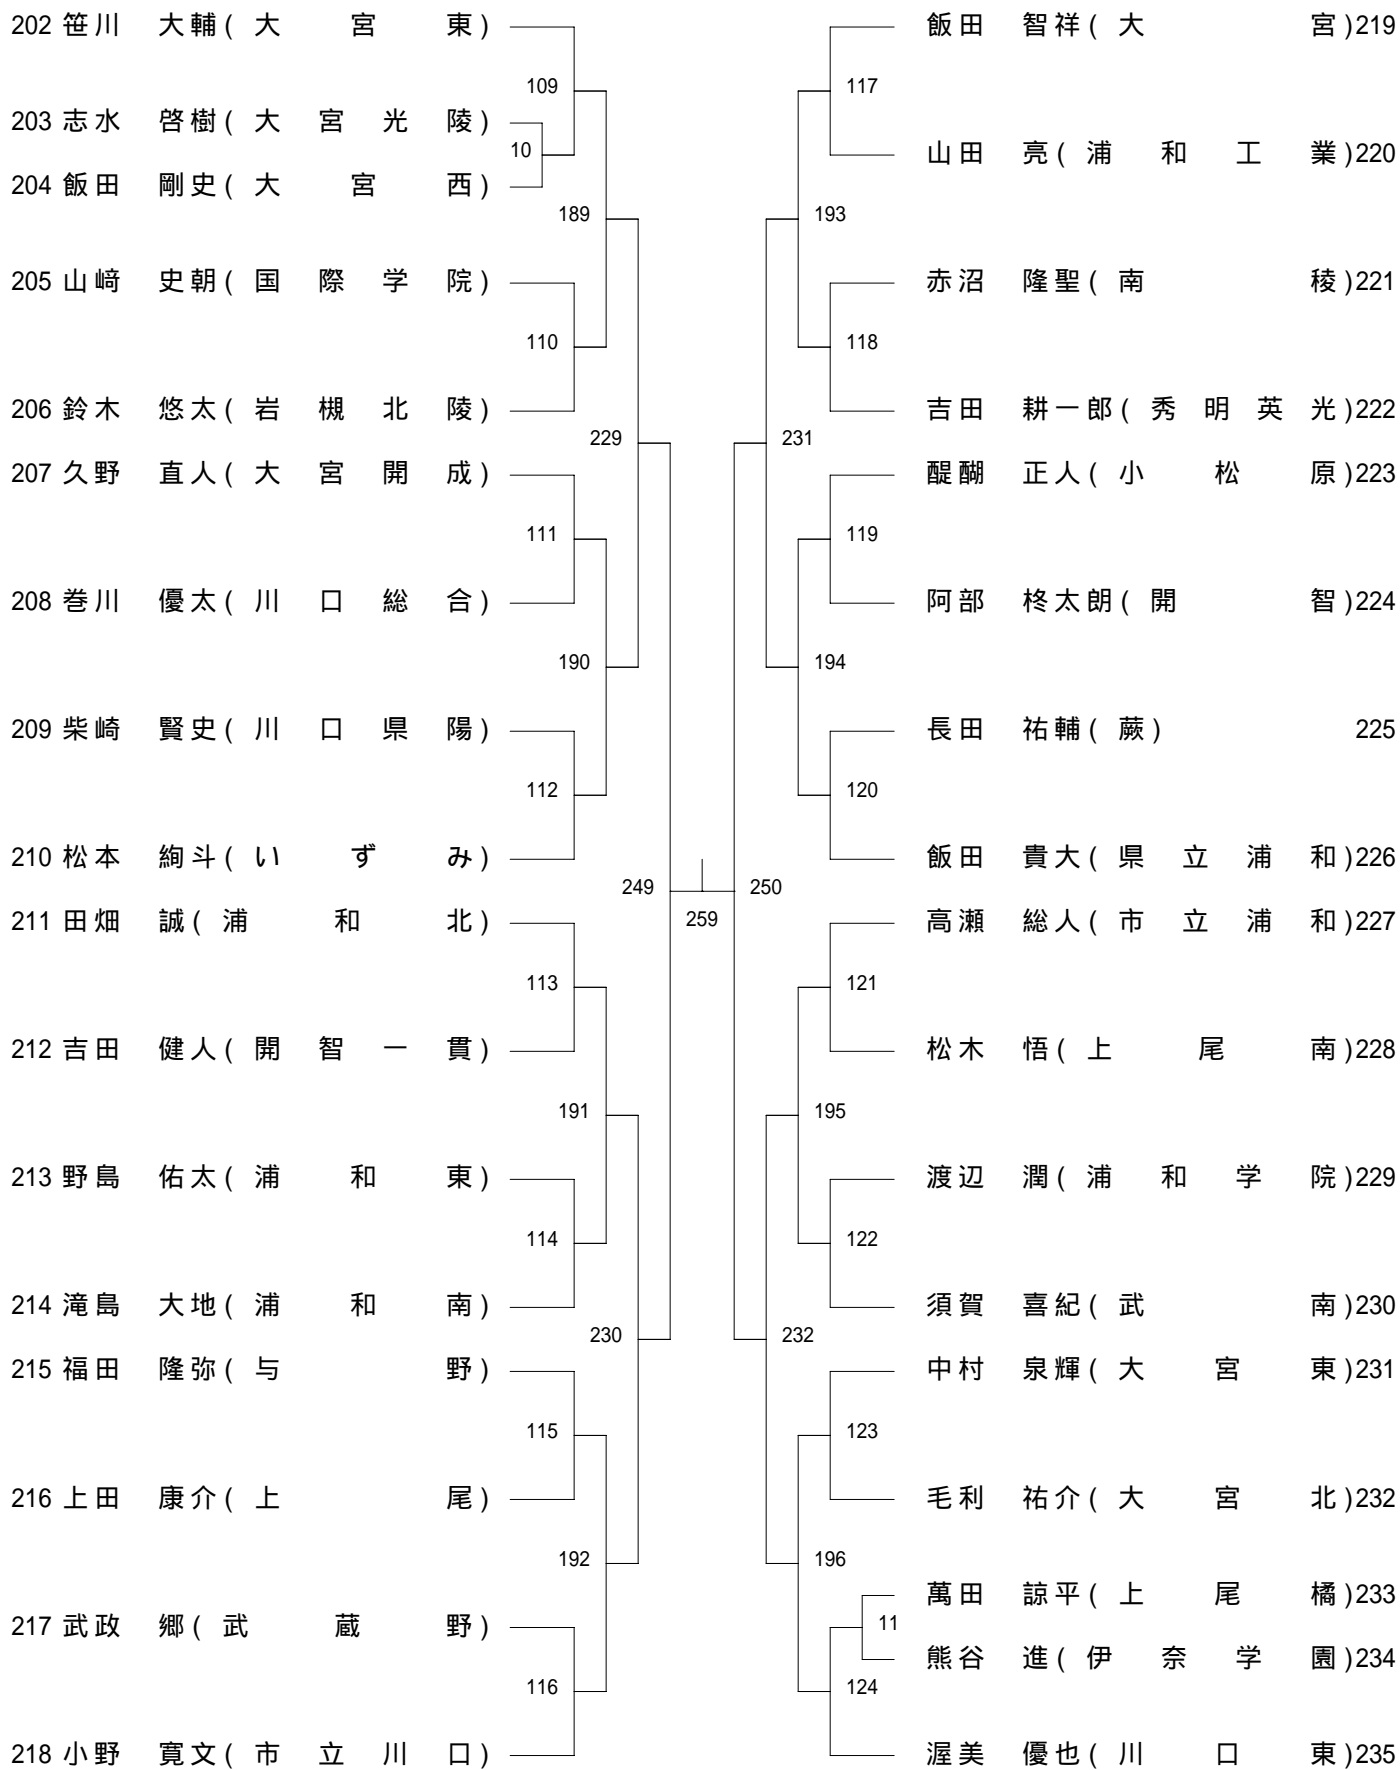 202 笹川 大輔(大宮東)
109
203 志水 啓樹(大宮光陵)
10
204 飯田 剛史(大宮西)
189
205 山﨑 史朝(国際学院)
110
206 鈴木 悠太(岩槻北陵)
229
207 久野 直人(大宮開成)
111
208 巻川 優太(川口総合)
190
209 柴崎 賢史(川口県陽)
112
210 松本 絢斗(いずみ)
249
211 田畑 誠(浦和北)
113
212 吉田 健人(開智一貫)
191
213 野島 佑太(浦和東)
114
214 滝島 大地(浦和南)
230
215 福田 隆弥(与野)
115
216 上田 康介(上尾)
192
217 武政 郷(武蔵野)
116
218 小野 寛文(市立川口)
259
飯田 智祥(大宮)219
117
山田 亮(浦和工業)220
193
赤沼 隆聖(南稜)221
118
吉田 耕一郎(秀明英光)222
231
醍醐 正人(小松原)223
119
阿部 柊太朗(開智)224
194
長田 祐輔(蕨) 225
120
飯田 貴大(県立浦和)226
250
高瀬 総人(市立浦和)227
121
松木 悟(上尾南)228
195
渡辺 潤(浦和学院)229
122
須賀 喜紀(武南)230
232
中村 泉輝(大宮東)231
123
毛利 祐介(大宮北)232
196
萬田 諒平(上尾橘)233
11
熊谷 進(伊奈学園)234
124
渥美 優也(川口東)235